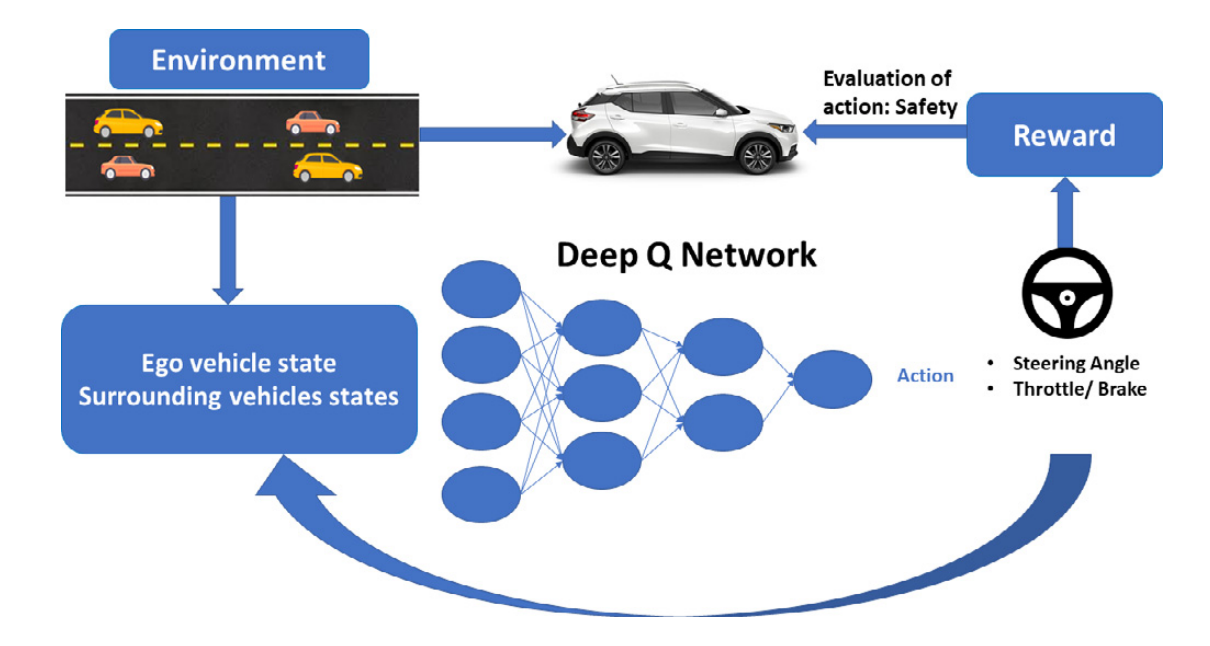 Environment
Evaluation of
action: Safety
Reward
Deep Q Network
Ego vehicle state
Surrounding vehicles states
Action
• Steering Angle
• Throttle/ Brake